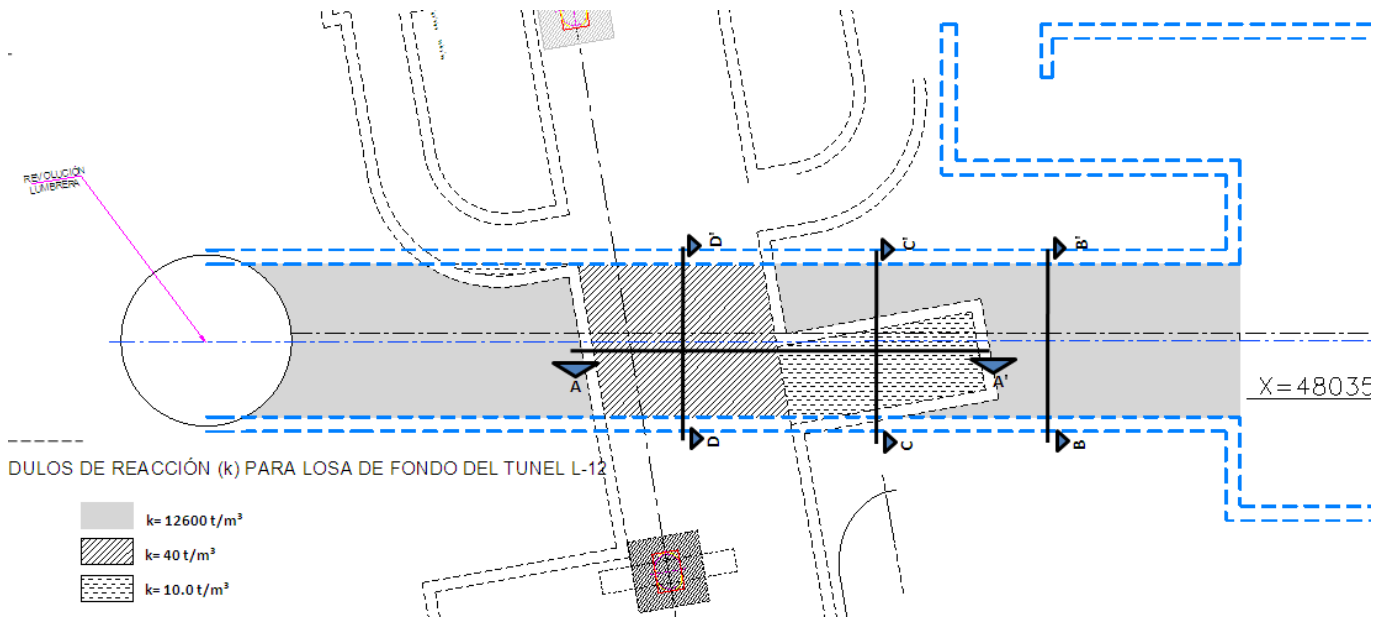 REVOLUCIÓN
LUMBRERA
D'
C'
B'
A
A'
D
C
B
X=48035
DULOS DE REACCIÓN (k) PARA LOSA DE FONDO DEL TUNEL L-12
k= 12600 t/m³
k= 40 t/m³
k= 10.0 t/m³